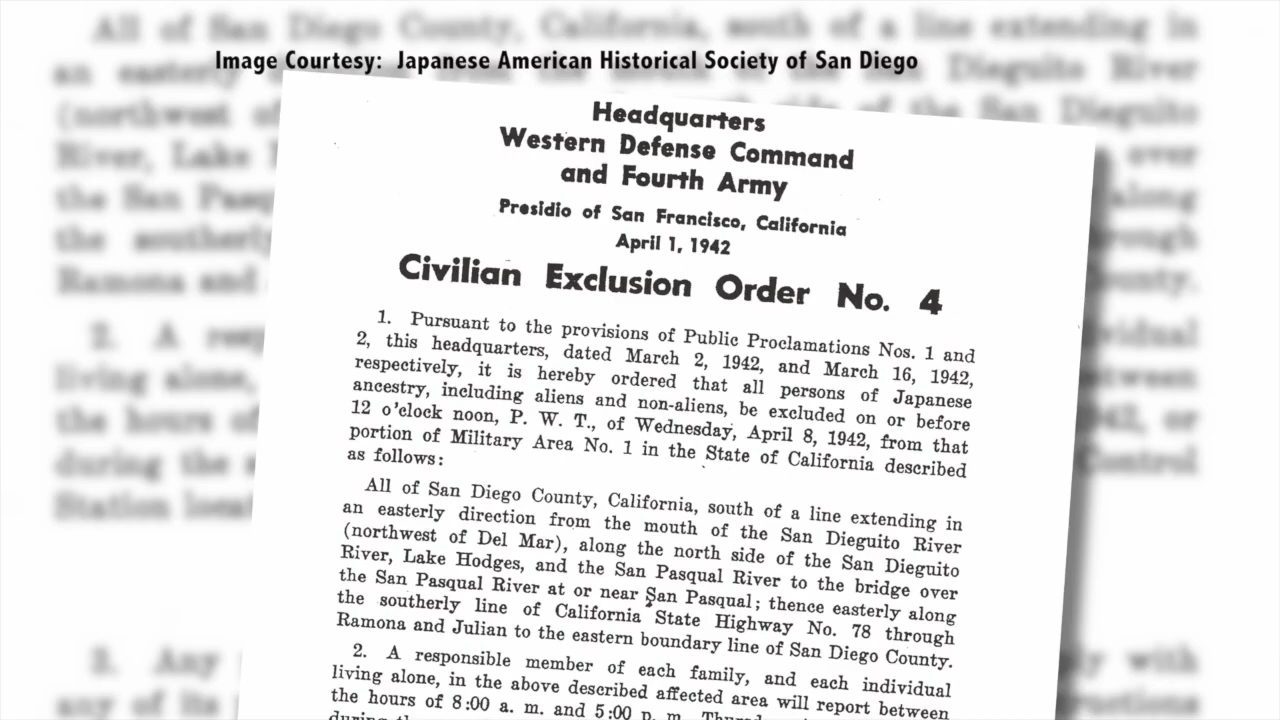 Image Courtesy: Japanese American Historical Society of San Diego
Headquarters
Western Defense Command
and Fourth Army
Presidio of San Francisco, California
April 1, 1942
Civilian Exclusion Order No. 4
1. Pursuant to the provisions of Public Proclamations Nos. 1 and
2, this headquarters, dated March 2, 1942, and March 16, 1942,
respectively, it is hereby ordered that all persons of Japanese
ancestry, including aliens and non-aliens, be excluded on or before
12 o'clock noon, P. W. T., of Wednesday, April 8, 1942, from that
portion of Military Area No. 1 in the State of California described
as follows:
All of San Diego County, California, south of a line extending in
an easterly direction from the mouth of the San Dieguito River
(northwest of Del Mar), along the north side of the San Dieguito
River, Lake Hodges, and the San Pasqual River to the bridge over
the San Pasqual River at or near San Pasqual; thence easterly along
the southerly line of California State Highway No. 78 through
Ramona and Julian to the eastern boundary line of San Diego County.
2. A responsible member of each family, and each individual
living alone, in the above described affected area will report between
the hours of 8:00 a. m. and 5:00 p. m.